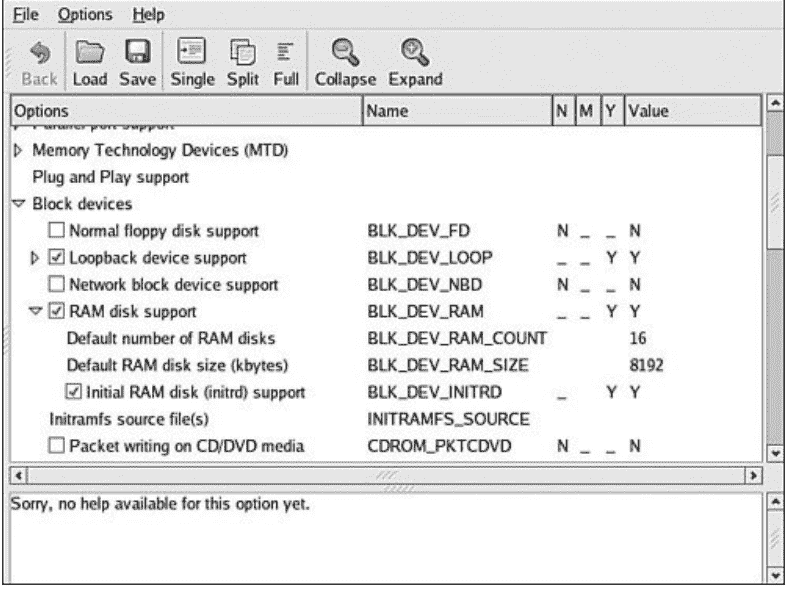 File Options Help
Back Load Save Single Split Full Collapse Expand
Options Name N M Y Value
Parallel port support
Memory Technology Devices (MTD)
Plug and Play support
Block devices
Normal floppy disk support BLK_DEV_FD N _ _ N
Loopback device support BLK_DEV_LOOP _ _ Y Y
Network block device support BLK_DEV_NBD N _ _ N
RAM disk support BLK_DEV_RAM _ _ Y Y
Default number of RAM disks BLK_DEV_RAM_COUNT 16
Default RAM disk size (kbytes) BLK_DEV_RAM_SIZE 8192
Initial RAM disk (initrd) support BLK_DEV_INITRD _ Y Y
Initramfs source file(s) INITRAMFS_SOURCE
Packet writing on CD/DVD media CDROM_PKTCDVD N _ _ N
Sorry, no help available for this option yet.